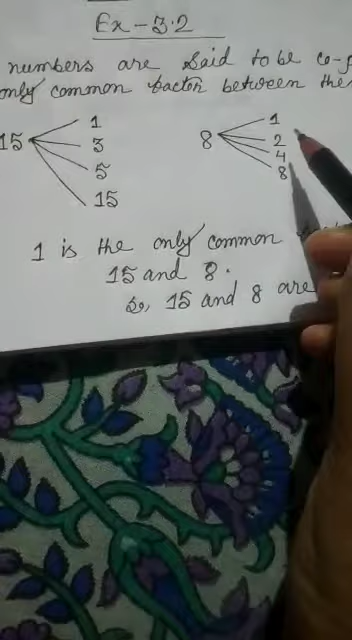 Ex - 3.2
numbers are said to be co-p
only common factor between the
15 1 3 5 15
8 1 2 4 8
1 is the only common
15 and 8.
So, 15 and 8 are